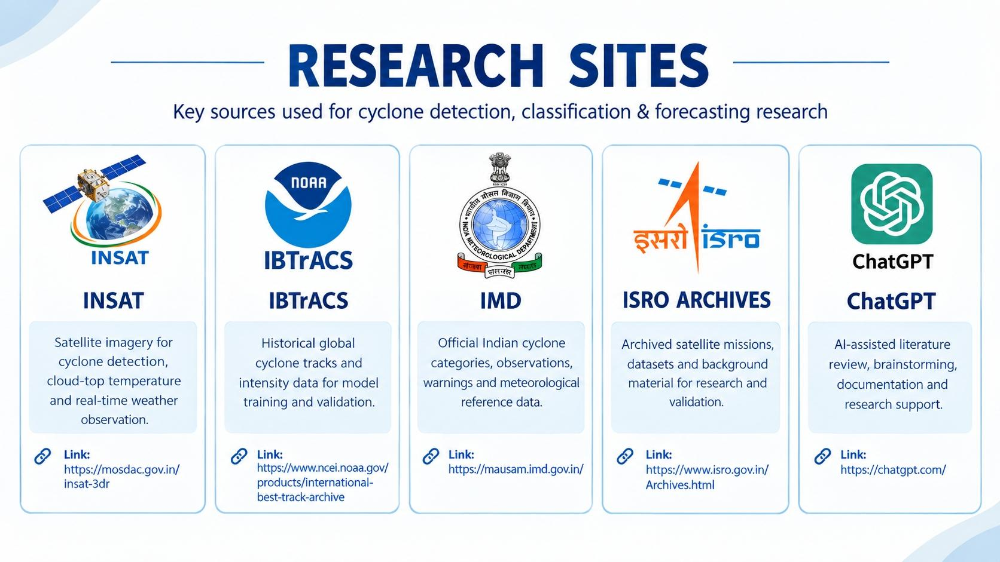 RESEARCH SITES
Key sources used for cyclone detection, classification & forecasting research
INSAT
INSAT
Satellite imagery for
cyclone detection,
cloud-top temperature
and real-time weather
observation.
Link:
https://mosdac.gov.in/
insat-3dr
NOAA
IBTrACS
IBTrACS
Historical global
cyclone tracks and
intensity data for model
training and validation.
Link:
https://www.ncei.noaa.gov/
products/international-
best-track-archive
भारतीय मौसम विज्ञान विभाग
INDIA METEOROLOGICAL DEPARTMENT
IMD
Official Indian cyclone
categories, observations,
warnings and meteorological
reference data.
Link:
https://mausam.imd.gov.in/
इसरो isro
ISRO ARCHIVES
Archived satellite missions,
datasets and background
material for research and
validation.
Link:
https://www.isro.gov.in/
Archives.html
ChatGPT
ChatGPT
AI-assisted literature
review, brainstorming,
documentation and
research support.
Link:
https://chatgpt.com/